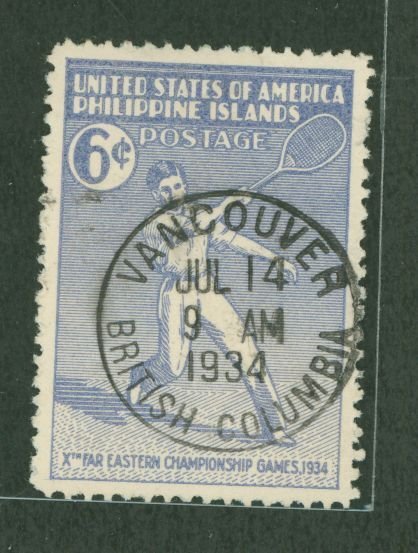 UNITED STATES OF AMERICA
PHILIPPINE ISLANDS
POSTAGE
6¢
VANCOUVER
JUL 14
9 AM
1934
BRITISH COLUMBIA
XTH FAR EASTERN CHAMPIONSHIP GAMES, 1934